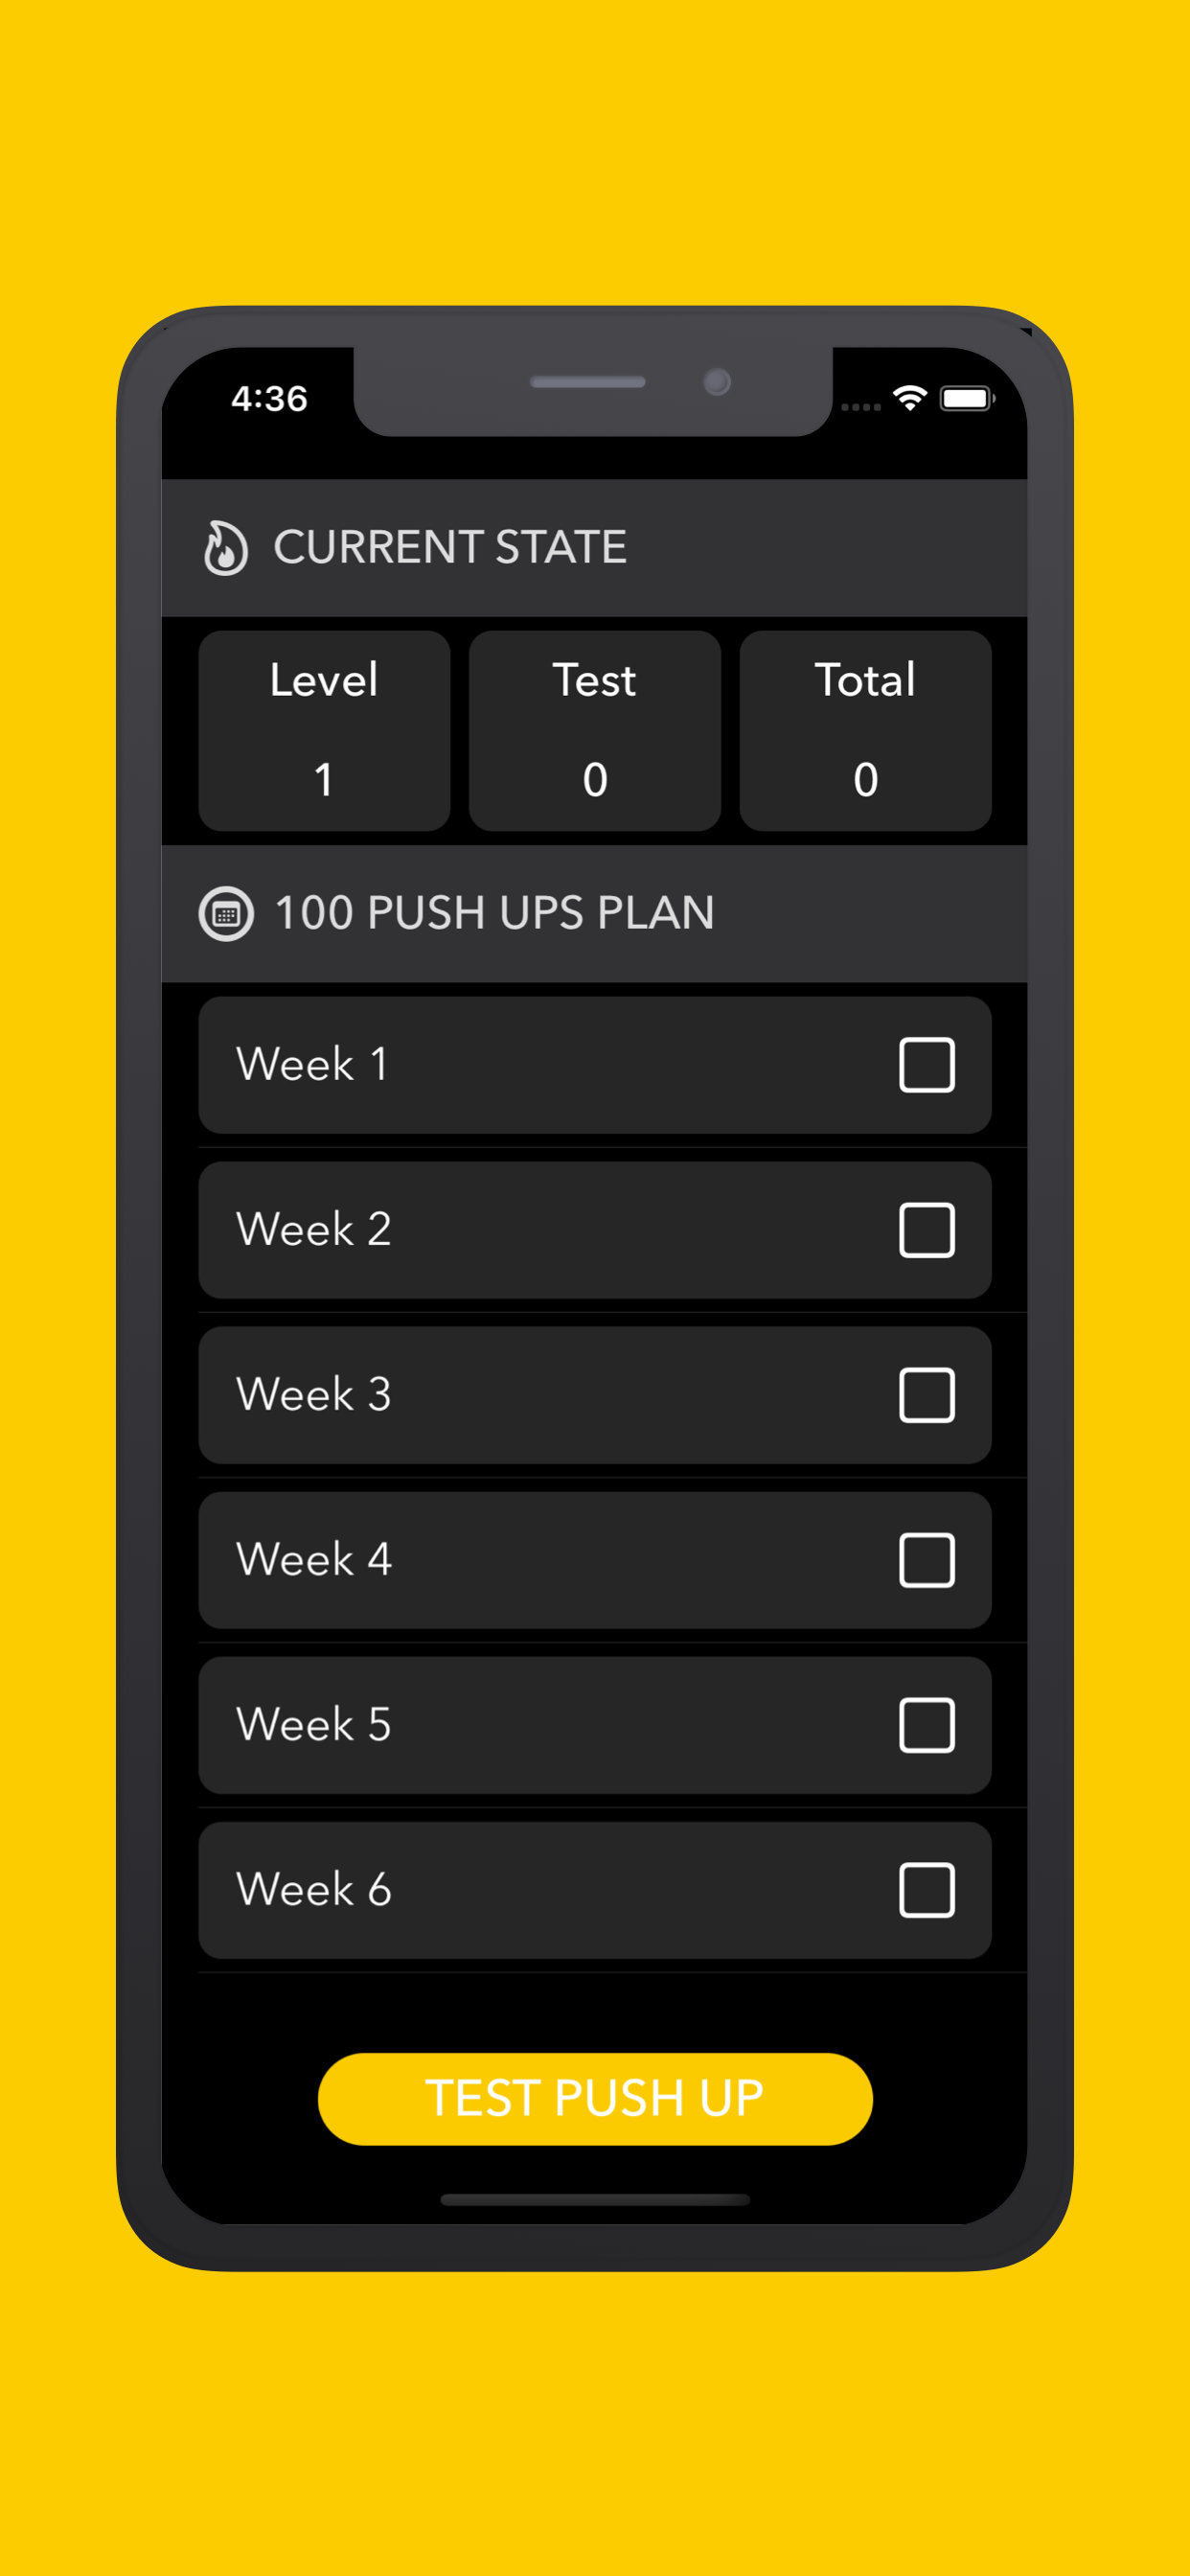 4:36
CURRENT STATE
Level Test Total
1 0 0
100 PUSH UPS PLAN
Week 1
Week 2
Week 3
Week 4
Week 5
Week 6
TEST PUSH UP